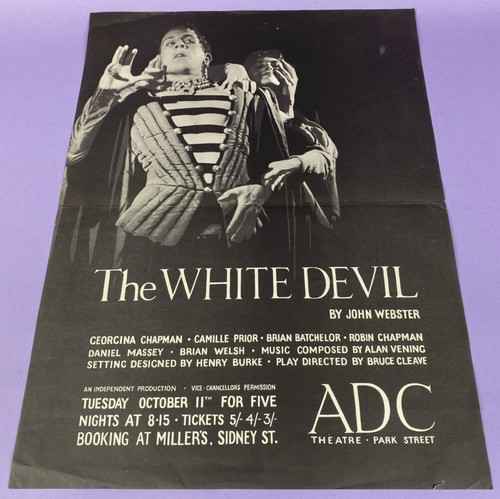 The WHITE DEVIL
BY JOHN WEBSTER
GEORGINA CHAPMAN · CAMILLE PRIOR · BRIAN BATCHELOR · ROBIN CHAPMAN
DANIEL MASSEY · BRIAN WELSH · MUSIC COMPOSED BY ALAN VENING
SETTING DESIGNED BY HENRY BURKE · PLAY DIRECTED BY BRUCE CLEAVE
AN INDEPENDENT PRODUCTION · VICE-CHANCELLOR'S PERMISSION
TUESDAY OCTOBER 11TH FOR FIVE
NIGHTS AT 8·15 · TICKETS 5/- 4/- 3/-
BOOKING AT MILLER'S, SIDNEY ST.
ADC
THEATRE · PARK STREET